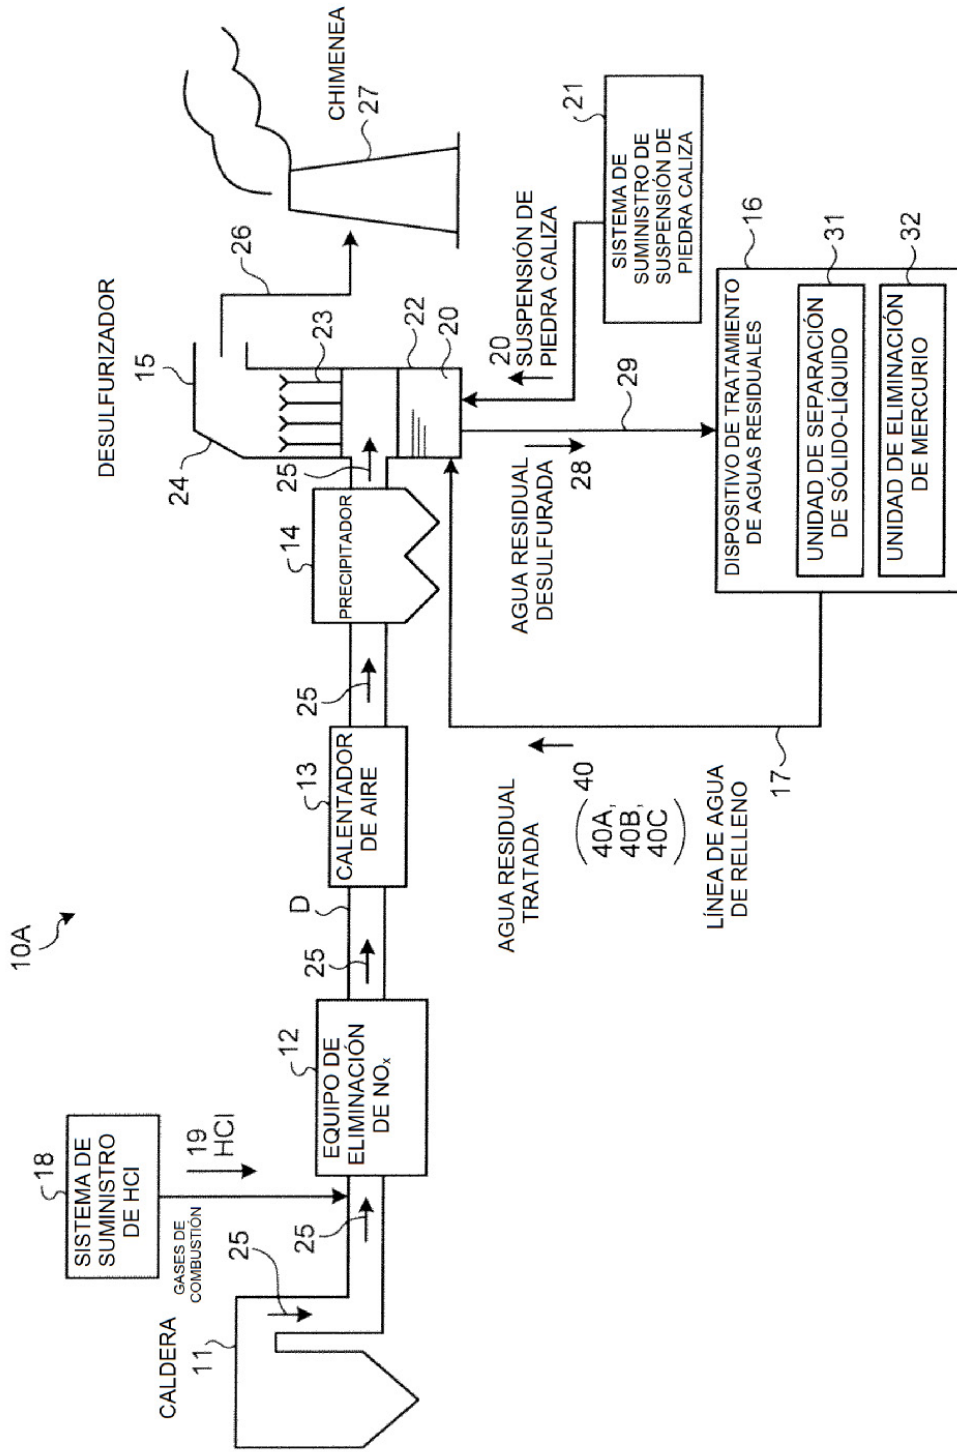 10A
18
SISTEMA DE
SUMINISTRO
DE HCl
19
HCl
GASES DE
COMBUSTIÓN
25
CALDERA
11
25
12
EQUIPO DE
ELIMINACIÓN
DE NOx
25
D
13
CALENTADOR
DE AIRE
25
14
PRECIPITADOR
25
DESULFURIZADOR
15
24
23
22
20
26
CHIMENEA
27
20
SUSPENSIÓN DE
PIEDRA CALIZA
21
SISTEMA DE
SUMINISTRO DE
SUSPENSIÓN DE
PIEDRA CALIZA
AGUA RESIDUAL
DESULFURADA
28
29
16
DISPOSITIVO DE TRATAMIENTO
DE AGUAS RESIDUALES
31
UNIDAD DE SEPARACIÓN
DE SÓLIDO-LÍQUIDO
32
UNIDAD DE ELIMINACIÓN
DE MERCURIO
AGUA RESIDUAL
TRATADA
40
(40A,
40B,
40C)
LÍNEA DE AGUA
DE RELLENO
17